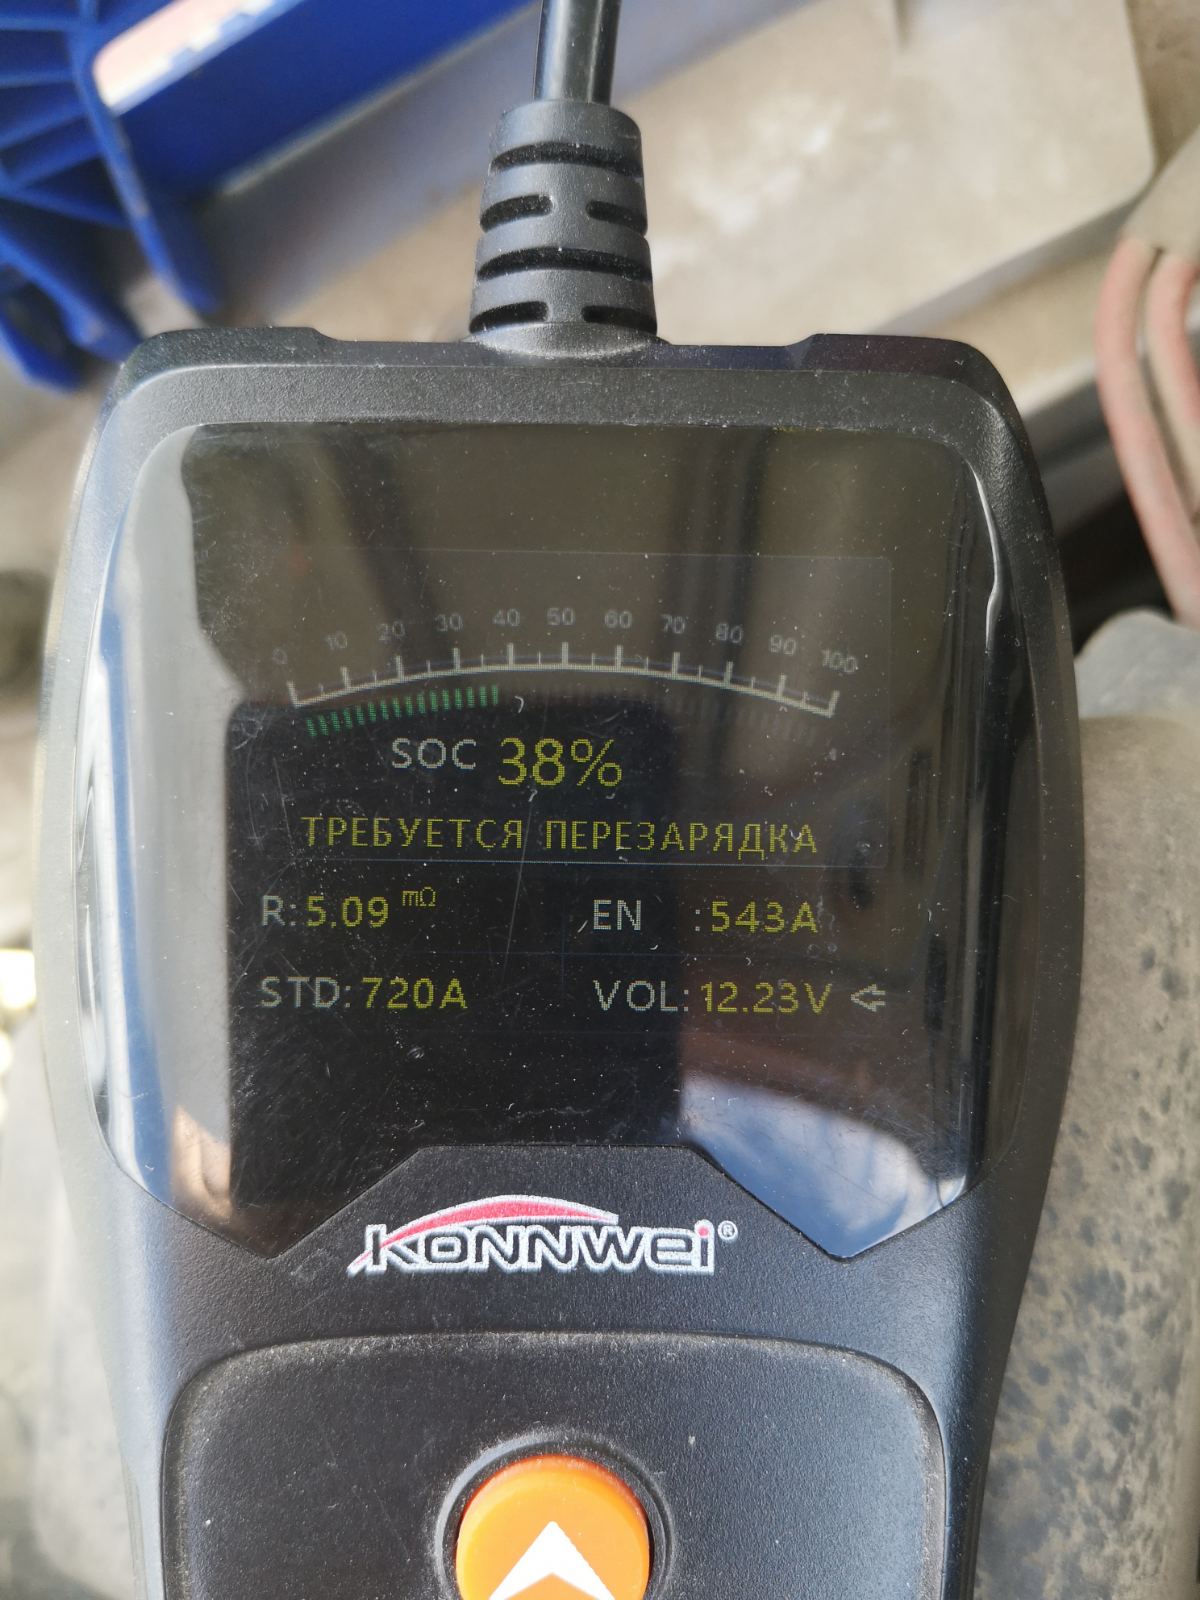 0 10 20 30 40 50 60 70 80 90 100
SOC 38%
ТРЕБУЕТСЯ ПЕРЕЗАРЯДКА
R: 5.09 mΩ EN :543A
STD: 720A VOL: 12.23V
KONNWEI®